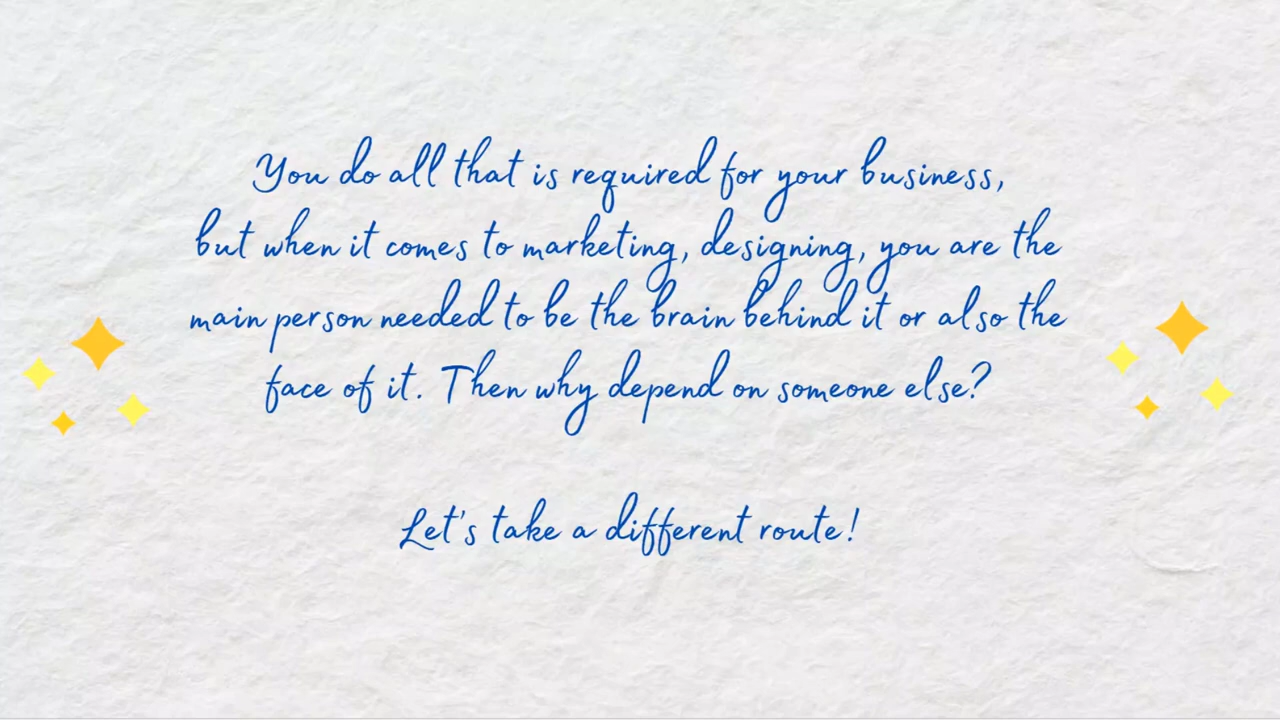 You do all that is required for your business,
but when it comes to marketing, designing, you are the
main person needed to be the brain behind it or also the
face of it. Then why depend on someone else?
Let's take a different route!